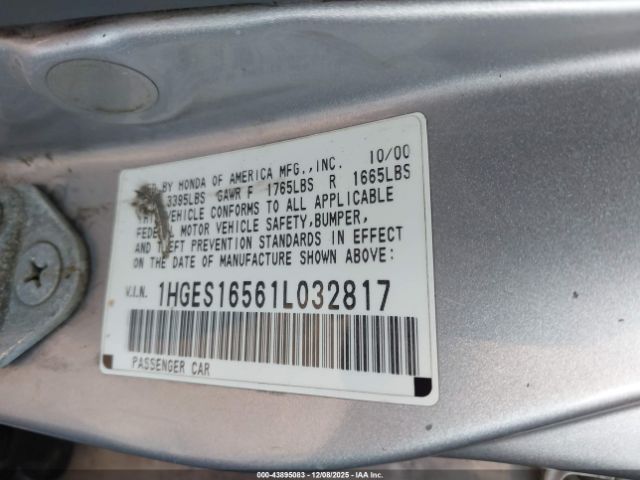 BY HONDA OF AMERICA MFG.,INC. 10/00
3395LBS GAWR F 1765LBS R 1665LBS
VEHICLE CONFORMS TO ALL APPLICABLE
FEDERAL MOTOR VEHICLE SAFETY,BUMPER,
AND THEFT PREVENTION STANDARDS IN EFFECT
ON THE DATE OF MANUFACTURE SHOWN ABOVE:
V.I.N. 1HGES16561L032817
PASSENGER CAR
000-43895083 | 12/08/2025 - CA